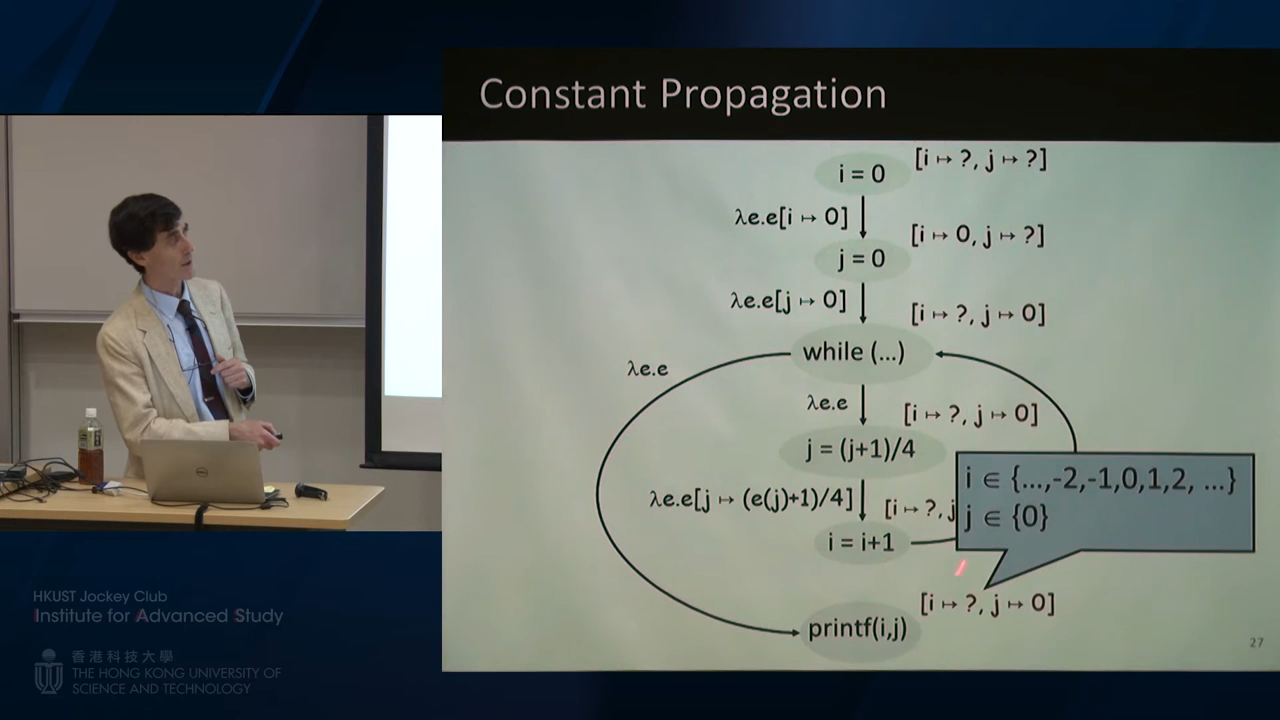 Constant Propagation
i = 0
[i ↦ ?, j ↦ ?]
λe.e[i ↦ 0]
[i ↦ 0, j ↦ ?]
j = 0
λe.e[j ↦ 0]
[i ↦ ?, j ↦ 0]
while (...)
λe.e
λe.e
[i ↦ ?, j ↦ 0]
j = (j+1)/4
i ∈ {...,-2,-1,0,1,2, ...}
λe.e[j ↦ (e(j)+1)/4]
[i ↦ ?, j
j ∈ {0}
i = i+1
[i ↦ ?, j ↦ 0]
printf(i,j)
27
DELL
HKUST Jockey Club
Institute for Advanced Study
香港科技大學
THE HONG KONG UNIVERSITY OF
SCIENCE AND TECHNOLOGY